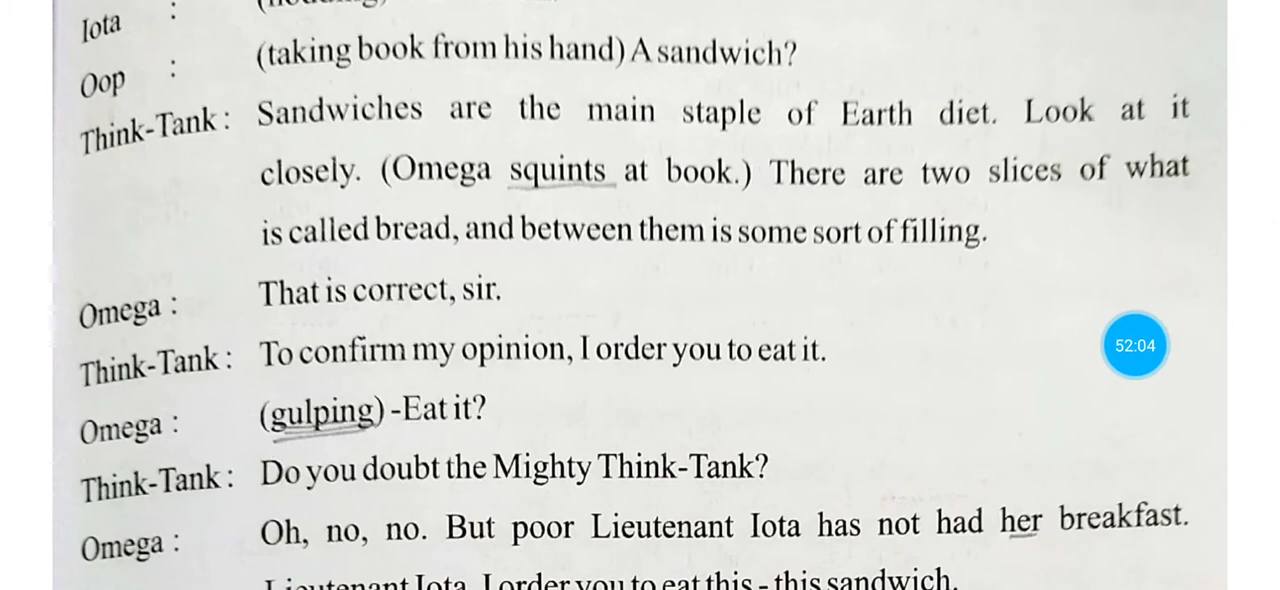 Iota :
Oop : (taking book from his hand) A sandwich?
Think-Tank : Sandwiches are the main staple of Earth diet. Look at it
closely. (Omega squints at book.) There are two slices of what
is called bread, and between them is some sort of filling.
Omega : That is correct, sir.
Think-Tank : To confirm my opinion, I order you to eat it.
52:04
Omega : (gulping) -Eat it?
Think-Tank : Do you doubt the Mighty Think-Tank?
Omega : Oh, no, no. But poor Lieutenant Iota has not had her breakfast.
Lieutenant Iota, I order you to eat this - this sandwich.